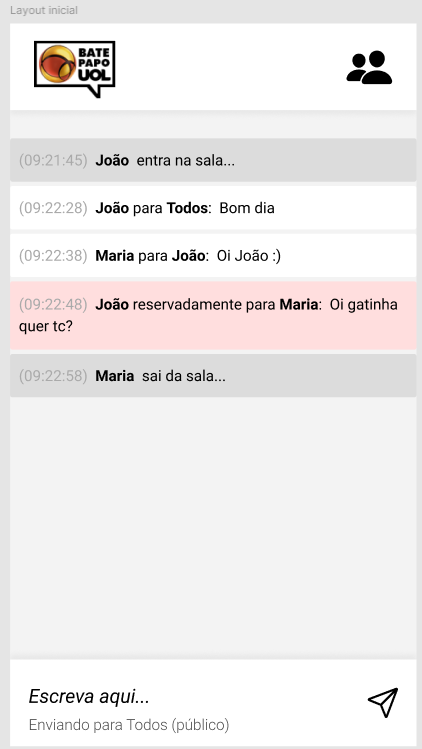 Layout inicial
BATE
PAPO
UOL
(09:21:45) João entra na sala...
(09:22:28) João para Todos: Bom dia
(09:22:38) Maria para João: Oi João :)
(09:22:48) João reservadamente para Maria: Oi gatinha
quer tc?
(09:22:58) Maria sai da sala...
Escreva aqui...
Enviando para Todos (público)